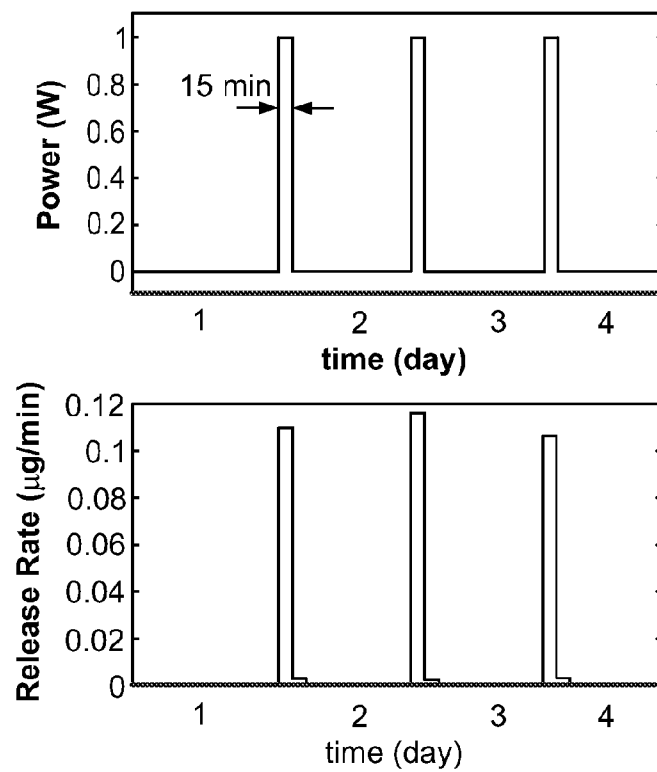 Power (W)
1
0.8
0.6
0.4
0.2
0
15 min
1 2 3 4
time (day)
Release Rate (μg/min)
0.12
0.1
0.08
0.06
0.04
0.02
0
1 2 3 4
time (day)